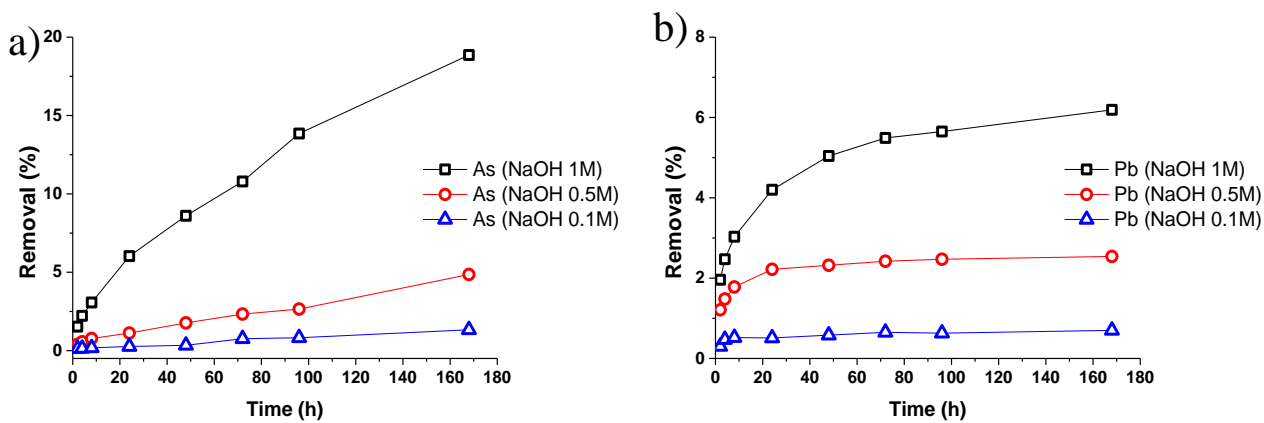 a)
20
15
10
5
0
Removal (%)
0 20 40 60 80 100 120 140 160 180
Time (h)
As (NaOH 1M)
As (NaOH 0.5M)
As (NaOH 0.1M)
b)
8
6
4
2
0
Removal (%)
0 20 40 60 80 100 120 140 160 180
Time (h)
Pb (NaOH 1M)
Pb (NaOH 0.5M)
Pb (NaOH 0.1M)